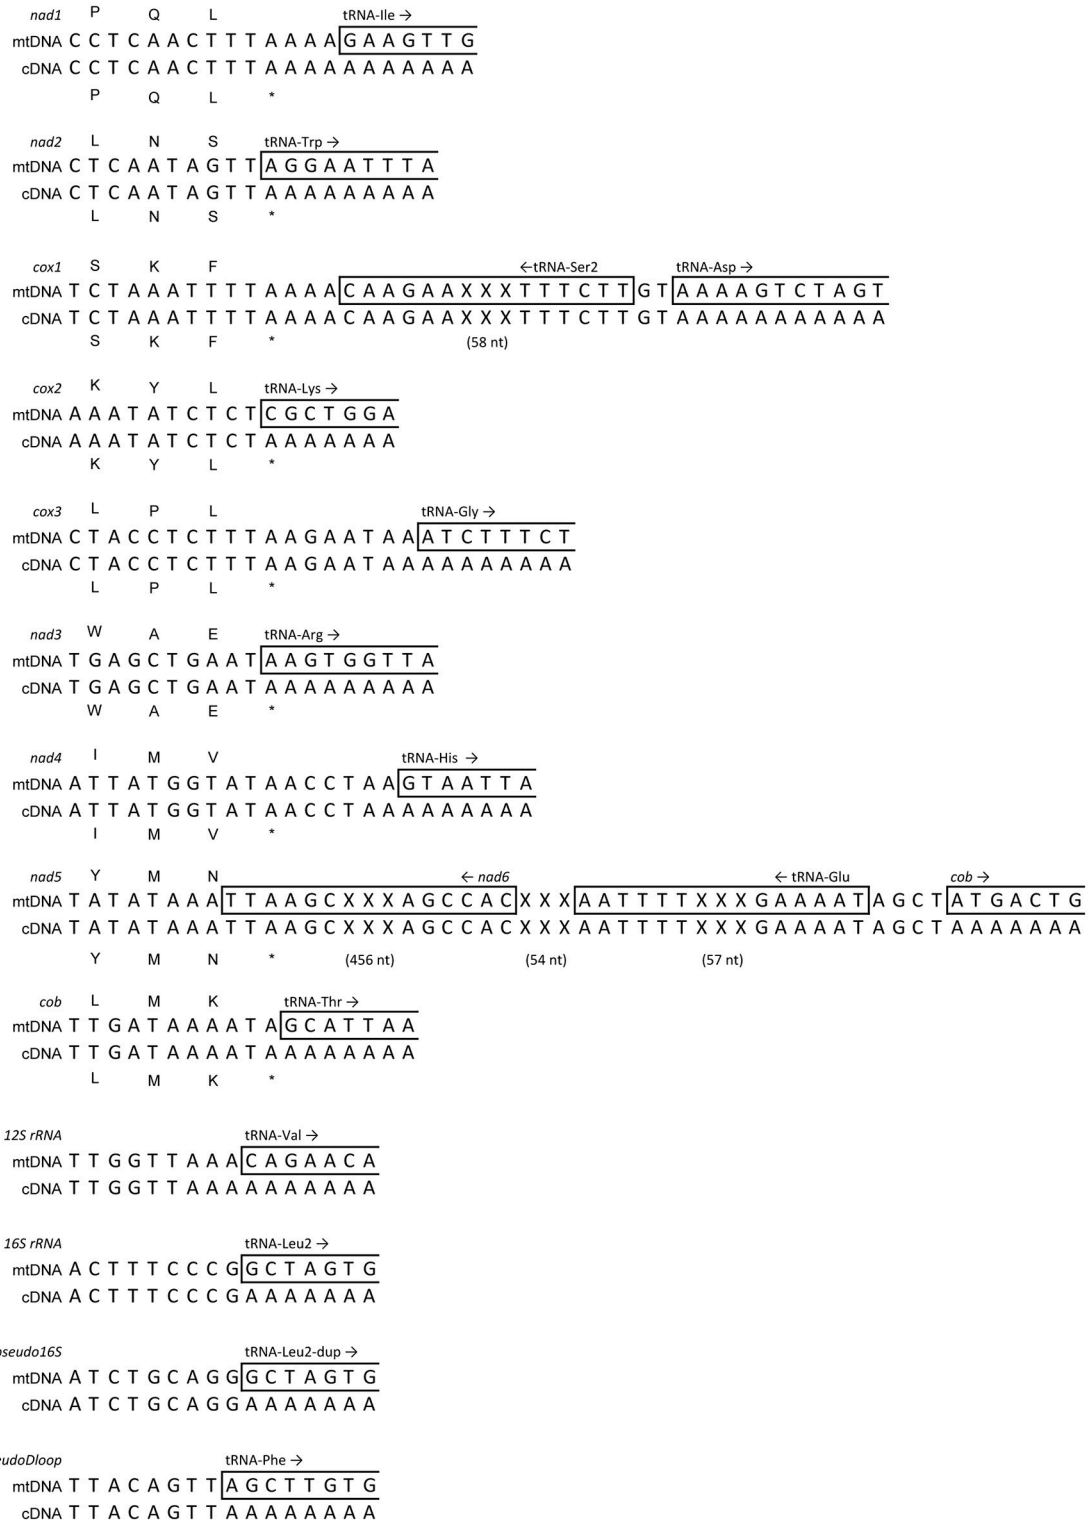 nad1 P Q L tRNA-Ile →
mtDNA C C T C A A C T T T A A A A G A A G T T G
cDNA C C T C A A C T T T A A A A A A A A A A A
P Q L *
nad2 L N S tRNA-Trp →
mtDNA C T C A A T A G T T A G G A A T T T A
cDNA C T C A A T A G T T A A A A A A A A A
L N S *
cox1 S K F ←tRNA-Ser2 tRNA-Asp →
mtDNA T C T A A A T T T T A A A A C A A G A A X X X T T T C T T G T A A A A G T C T A G T
cDNA T C T A A A T T T T A A A A C A A G A A X X X T T T C T T G T A A A A A A A A A A A
S K F * (58 nt)
cox2 K Y L tRNA-Lys →
mtDNA A A A T A T C T C T C G C T G G A
cDNA A A A T A T C T C T A A A A A A A
K Y L *
cox3 L P L tRNA-Gly →
mtDNA C T A C C T C T T T A A G A A T A A A T C T T T C T
cDNA C T A C C T C T T T A A G A A T A A A A A A A A A A
L P L *
nad3 W A E tRNA-Arg →
mtDNA T G A G C T G A A T A A G T G G T T A
cDNA T G A G C T G A A T A A A A A A A A A
W A E *
nad4 I M V tRNA-His →
mtDNA A T T A T G G T A T A A C C T A A G T A A T T A
cDNA A T T A T G G T A T A A C C T A A A A A A A A A
I M V *
nad5 Y M N ← nad6 ← tRNA-Glu cob →
mtDNA T A T A T A A A T T A A G C X X X A G C C A C X X X A A T T T T X X X G A A A A T A G C T A T G A C T G
cDNA T A T A T A A A T T A A G C X X X A G C C A C X X X A A T T T T X X X G A A A A T A G C T A A A A A A A
Y M N * (456 nt) (54 nt) (57 nt)
cob L M K tRNA-Thr →
mtDNA T T G A T A A A A T A G C A T T A A
cDNA T T G A T A A A A T A A A A A A A A
L M K *
12S rRNA tRNA-Val →
mtDNA T T G G T T A A A C A G A A C A
cDNA T T G G T T A A A A A A A A A A
16S rRNA tRNA-Leu2 →
mtDNA A C T T T C C C G G C T A G T G
cDNA A C T T T C C C G A A A A A A A
seudo16S tRNA-Leu2-dup →
mtDNA A T C T G C A G G G C T A G T G
cDNA A T C T G C A G G A A A A A A A
eudoDloop tRNA-Phe →
mtDNA T T A C A G T T A G C T T G T G
cDNA T T A C A G T T A A A A A A A A